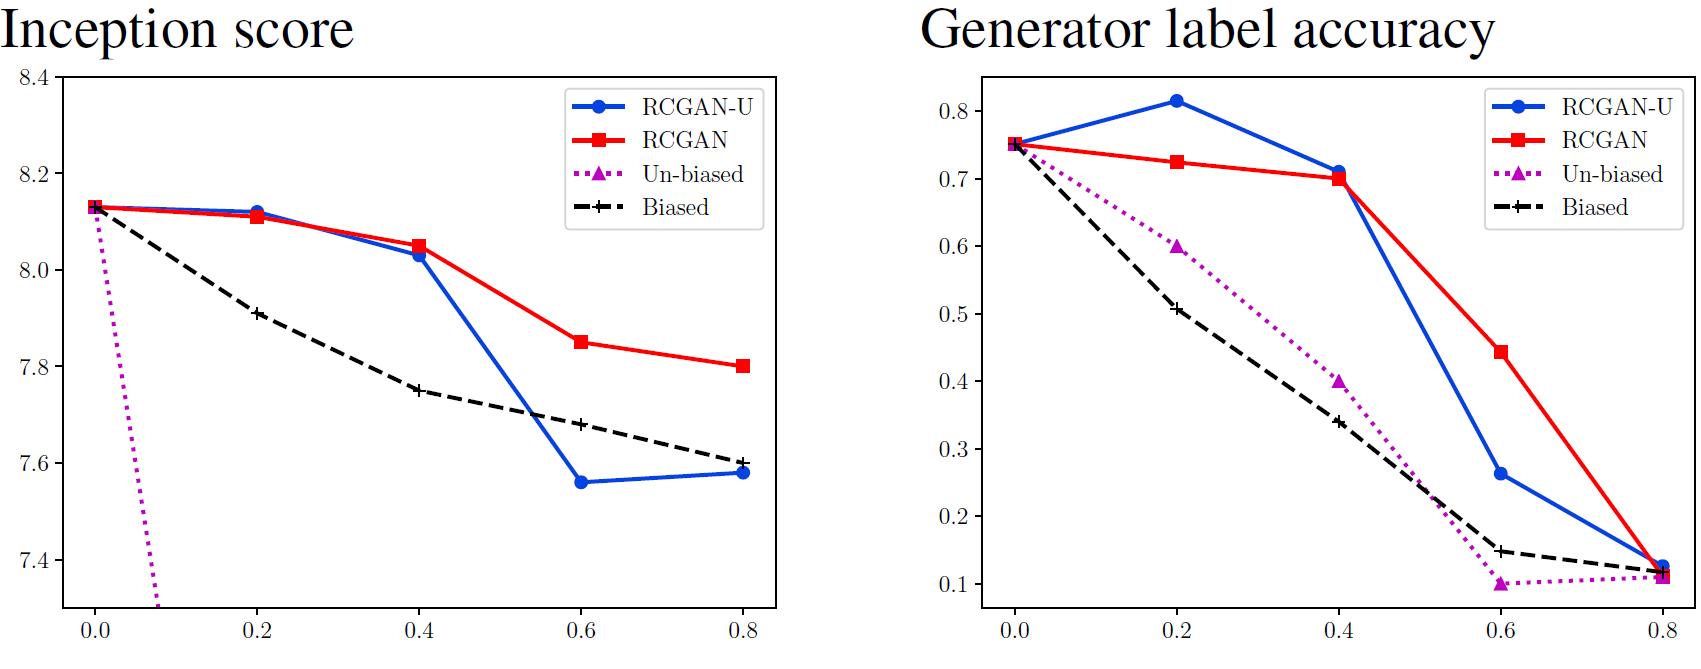 Inception score
8.4
8.2
8.0
7.8
7.6
7.4
0.0 0.2 0.4 0.6 0.8
RCGAN-U
RCGAN
Un-biased
Biased
Generator label accuracy
0.8
0.7
0.6
0.5
0.4
0.3
0.2
0.1
0.0 0.2 0.4 0.6 0.8
RCGAN-U
RCGAN
Un-biased
Biased